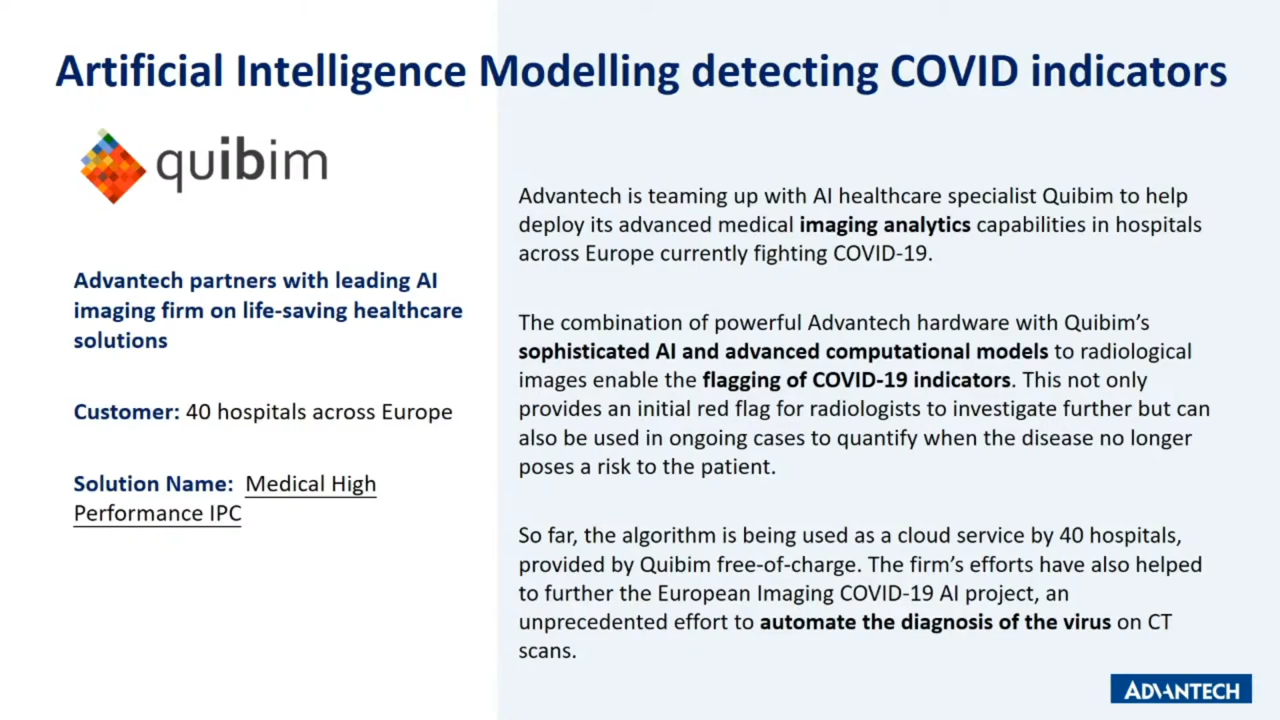 Artificial Intelligence Modelling detecting COVID indicators
quibim
Advantech partners with leading AI
imaging firm on life-saving healthcare
solutions
Customer: 40 hospitals across Europe
Solution Name: Medical High
Performance IPC
Advantech is teaming up with AI healthcare specialist Quibim to help
deploy its advanced medical imaging analytics capabilities in hospitals
across Europe currently fighting COVID-19.
The combination of powerful Advantech hardware with Quibim’s
sophisticated AI and advanced computational models to radiological
images enable the flagging of COVID-19 indicators. This not only
provides an initial red flag for radiologists to investigate further but can
also be used in ongoing cases to quantify when the disease no longer
poses a risk to the patient.
So far, the algorithm is being used as a cloud service by 40 hospitals,
provided by Quibim free-of-charge. The firm’s efforts have also helped
to further the European Imaging COVID-19 AI project, an
unprecedented effort to automate the diagnosis of the virus on CT
scans.
ADVANTECH